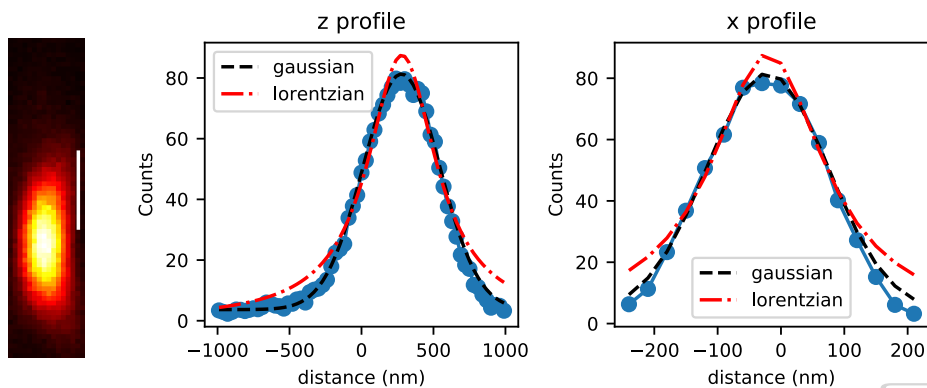 z profile
gaussian
lorentzian
Counts
80
60
40
20
0
−1000 −500 0 500 1000
distance (nm)
x profile
gaussian
lorentzian
Counts
80
60
40
20
0
−200 −100 0 100 200
distance (nm)